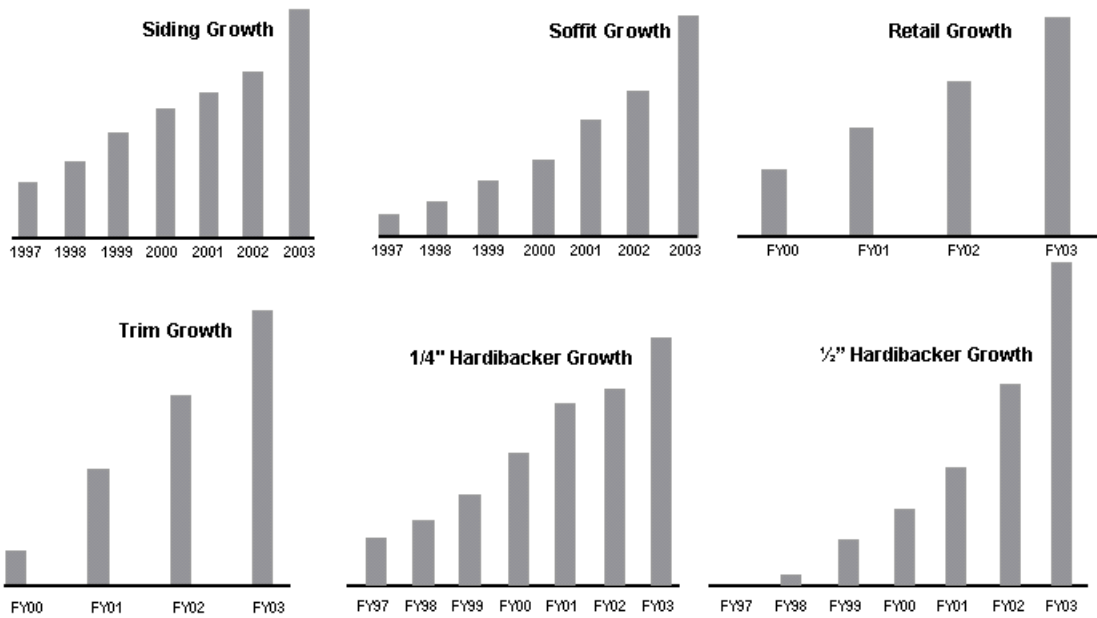 Siding Growth
1997 1998 1999 2000 2001 2002 2003
Soffit Growth
1997 1998 1999 2000 2001 2002 2003
Retail Growth
FY00 FY01 FY02 FY03
Trim Growth
FY00 FY01 FY02 FY03
1/4" Hardibacker Growth
FY97 FY98 FY99 FY00 FY01 FY02 FY03
½” Hardibacker Growth
FY97 FY98 FY99 FY00 FY01 FY02 FY03